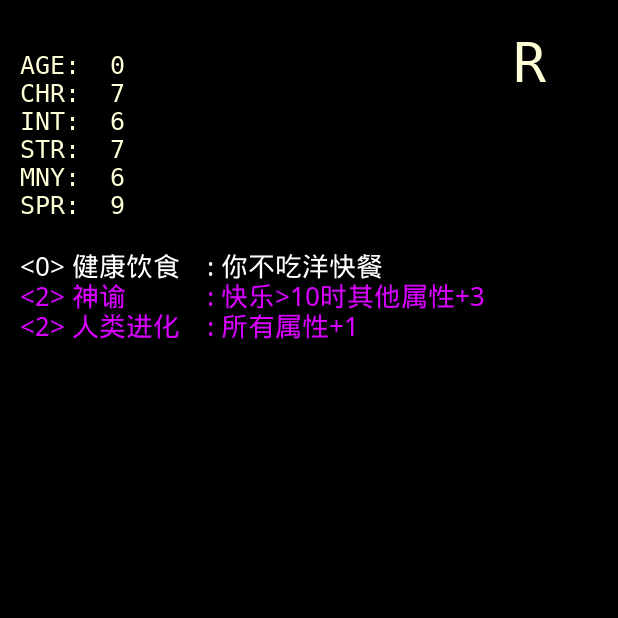 R
AGE: 0
CHR: 7
INT: 6
STR: 7
MNY: 6
SPR: 9
<0> 健康饮食 : 你不吃洋快餐
<2> 神谕 : 快乐>10时其他属性+3
<2> 人类进化 : 所有属性+1